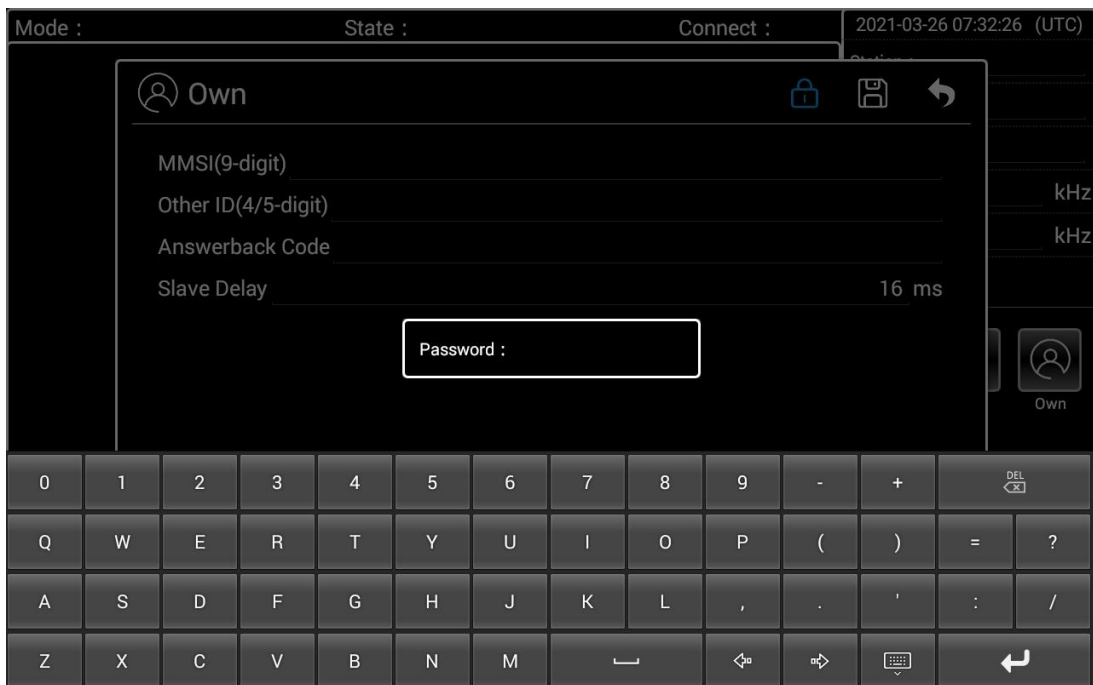 Mode : State : Connect : 2021-03-26 07:32:26 (UTC)
Own
MMSI(9-digit)
kHz
Other ID(4/5-digit)
kHz
Answerback Code
Slave Delay 16 ms
Password :
Own
0 1 2 3 4 5 6 7 8 9 - + DEL
Q W E R T Y U I O P ( ) = ?
A S D F G H J K L , . ' : /
Z X C V B N M